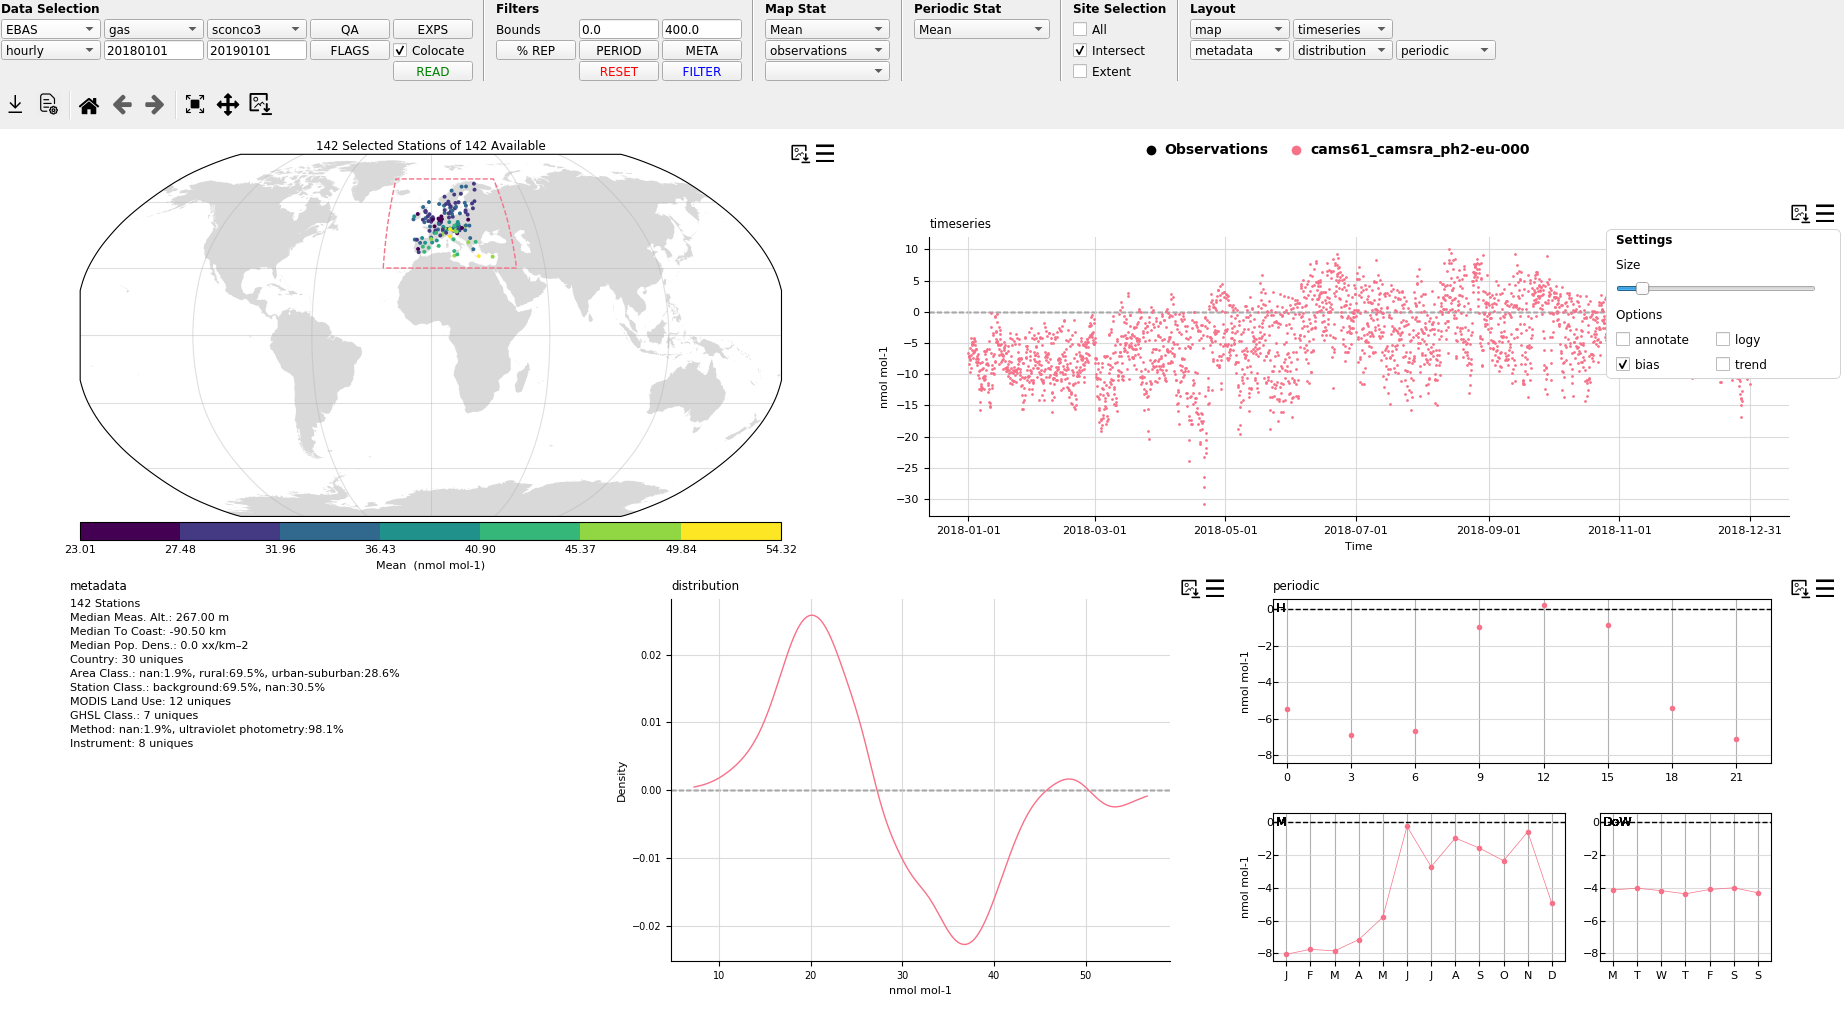 Data Selection
EBAS gas sconco3 QA EXPS
hourly 20180101 20190101 FLAGS Colocate
READ
Filters
Bounds 0.0 400.0
% REP PERIOD META
RESET FILTER
Map Stat
Mean
observations
Periodic Stat
Mean
Site Selection
All
Intersect
Extent
Layout
map timeseries
metadata distribution periodic
142 Selected Stations of 142 Available
23.01 27.48 31.96 36.43 40.90 45.37 49.84 54.32
Mean (nmol mol-1)
Observations cams61_camsra_ph2-eu-000
timeseries
10
5
0
−5
−10
−15
−20
−25
−30
nmol mol-1
2018-01-01 2018-03-01 2018-05-01 2018-07-01 2018-09-01 2018-11-01 2018-12-31
Time
Settings
Size
Options
annotate logy
bias trend
metadata
142 Stations
Median Meas. Alt.: 267.00 m
Median To Coast: -90.50 km
Median Pop. Dens.: 0.0 xx/km–2
Country: 30 uniques
Area Class.: nan:1.9%, rural:69.5%, urban-suburban:28.6%
Station Class.: background:69.5%, nan:30.5%
MODIS Land Use: 12 uniques
GHSL Class.: 7 uniques
Method: nan:1.9%, ultraviolet photometry:98.1%
Instrument: 8 uniques
distribution
0.02
0.01
0.00
−0.01
−0.02
Density
10 20 30 40 50
nmol mol-1
periodic
H
0
−2
−4
−6
−8
nmol mol-1
0 3 6 9 12 15 18 21
M
0
−2
−4
−6
−8
nmol mol-1
J F M A M J J A S O N D
DoW
0
−2
−4
−6
−8
M T W T F S S